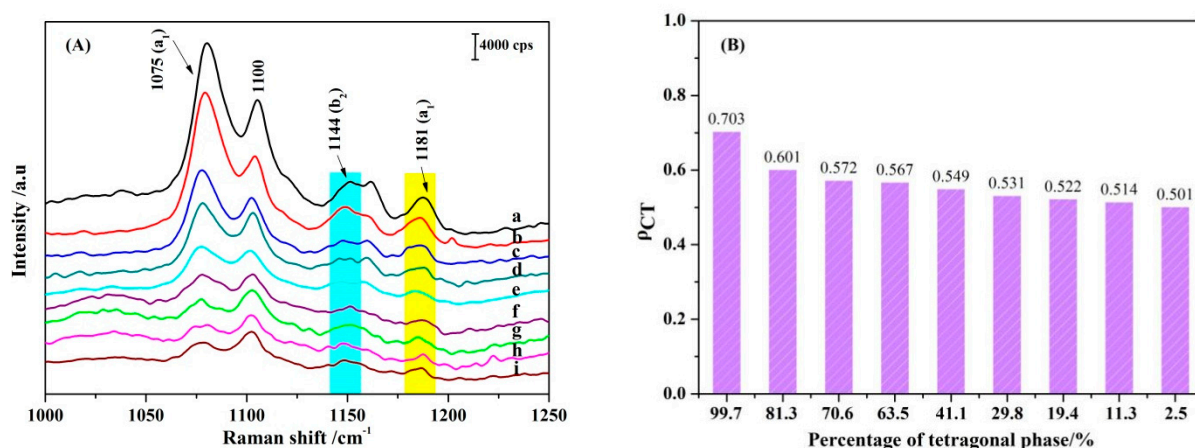 (A)
1075 (a1)
1100
1144 (b2)
1181 (a1)
4000 cps
a
b
c
d
e
f
g
h
i
Intensity /a.u
1000 1050 1100 1150 1200 1250
Raman shift /cm-1
(B)
ρCT
1.0
0.8
0.6
0.4
0.2
0.0
0.703 0.601 0.572 0.567 0.549 0.531 0.522 0.514 0.501
99.7 81.3 70.6 63.5 41.1 29.8 19.4 11.3 2.5
Percentage of tetragonal phase/%